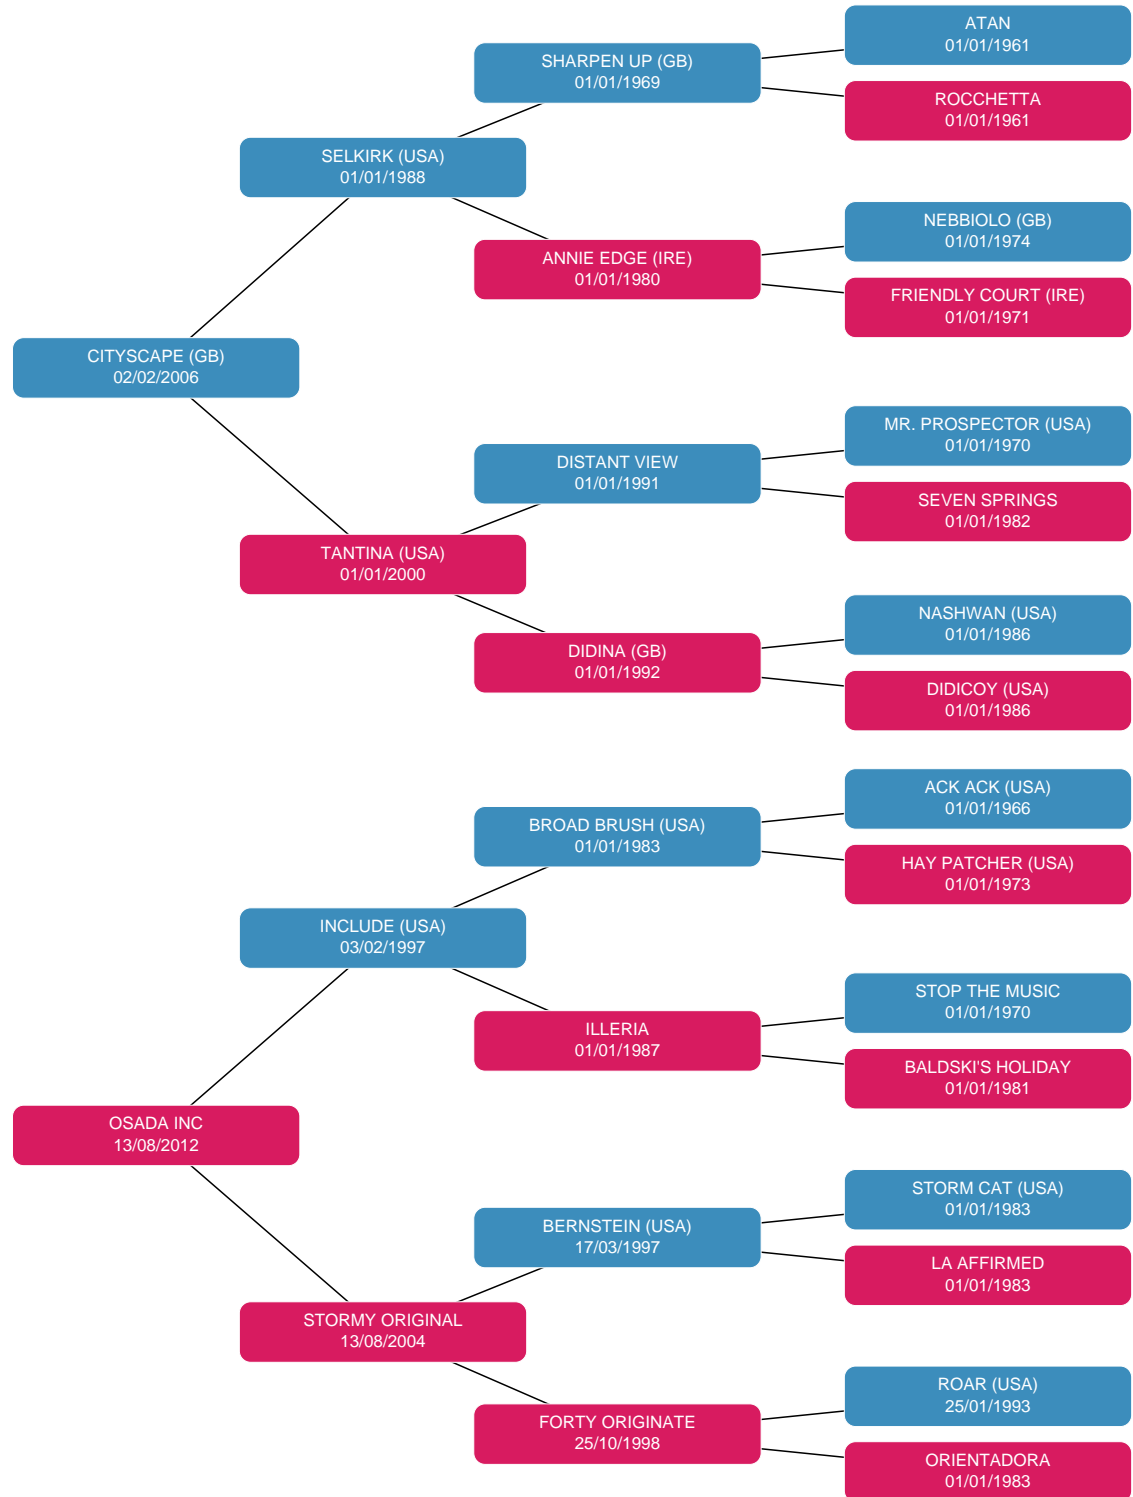 ATAN
01/01/1961
SHARPEN UP (GB)
01/01/1969
ROCCHETTA
01/01/1961
SELKIRK (USA)
01/01/1988
NEBBIOLO (GB)
01/01/1974
ANNIE EDGE (IRE)
01/01/1980
FRIENDLY COURT (IRE)
01/01/1971
CITYSCAPE (GB)
02/02/2006
MR. PROSPECTOR (USA)
01/01/1970
DISTANT VIEW
01/01/1991
SEVEN SPRINGS
01/01/1982
TANTINA (USA)
01/01/2000
NASHWAN (USA)
01/01/1986
DIDINA (GB)
01/01/1992
DIDICOY (USA)
01/01/1986
ACK ACK (USA)
01/01/1966
BROAD BRUSH (USA)
01/01/1983
HAY PATCHER (USA)
01/01/1973
INCLUDE (USA)
03/02/1997
STOP THE MUSIC
01/01/1970
ILLERIA
01/01/1987
BALDSKI'S HOLIDAY
01/01/1981
OSADA INC
13/08/2012
STORM CAT (USA)
01/01/1983
BERNSTEIN (USA)
17/03/1997
LA AFFIRMED
01/01/1983
STORMY ORIGINAL
13/08/2004
ROAR (USA)
25/01/1993
FORTY ORIGINATE
25/10/1998
ORIENTADORA
01/01/1983